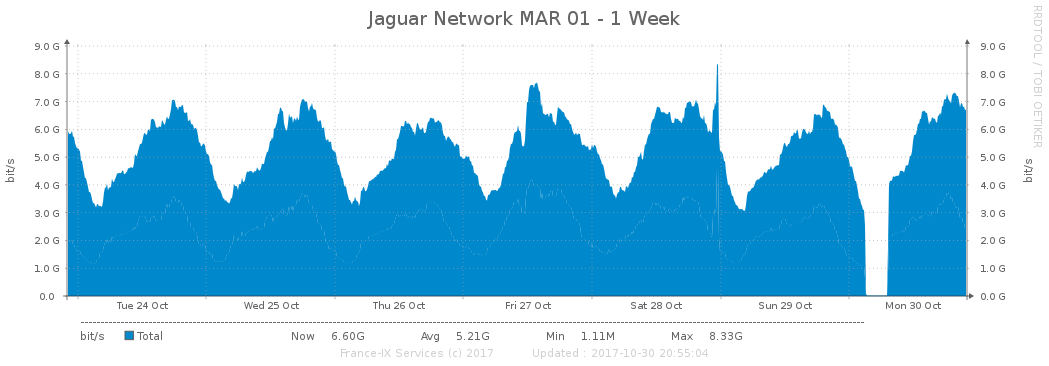 Jaguar Network MAR 01 - 1 Week
RRDTOOL / TOBI OETIKER
9.0 G 9.0 G
8.0 G 8.0 G
7.0 G 7.0 G
6.0 G 6.0 G
5.0 G 5.0 G
4.0 G 4.0 G
3.0 G 3.0 G
2.0 G 2.0 G
1.0 G 1.0 G
0.0 0.0 G
bit/s bit/s
Tue 24 Oct Wed 25 Oct Thu 26 Oct Fri 27 Oct Sat 28 Oct Sun 29 Oct Mon 30 Oct
bit/s Total Now 6.60G Avg 5.21G Min 1.11M Max 8.33G
France-IX Services (c) 2017 Updated : 2017-10-30 20:55:04